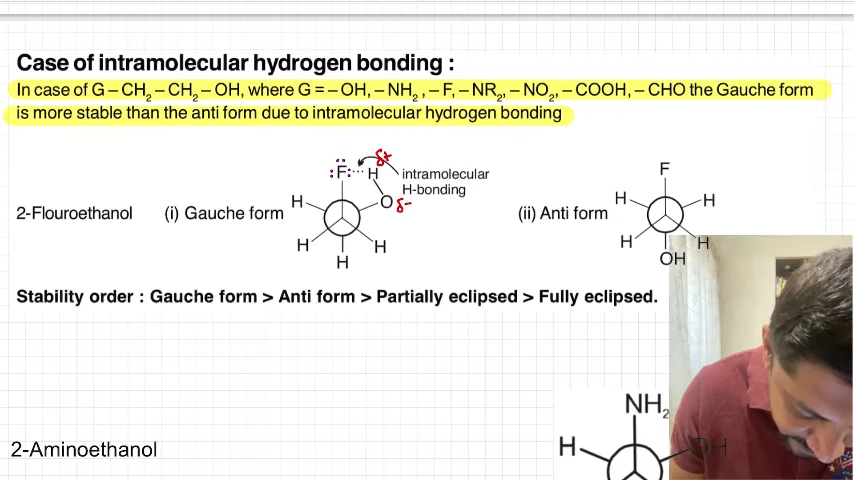 Case of intramolecular hydrogen bonding :
In case of G – CH2 – CH2 – OH, where G = – OH, – NH2 , – F, – NR2, – NO2, – COOH, – CHO the Gauche form
is more stable than the anti form due to intramolecular hydrogen bonding
δ+
:F: ··· H
intramolecular
H-bonding
F
H
O δ-
H
H
2-Flouroethanol (i) Gauche form
(ii) Anti form
H
H
H
H
H
OH
Stability order : Gauche form > Anti form > Partially eclipsed > Fully eclipsed.
NH2
2-Aminoethanol
H
OH